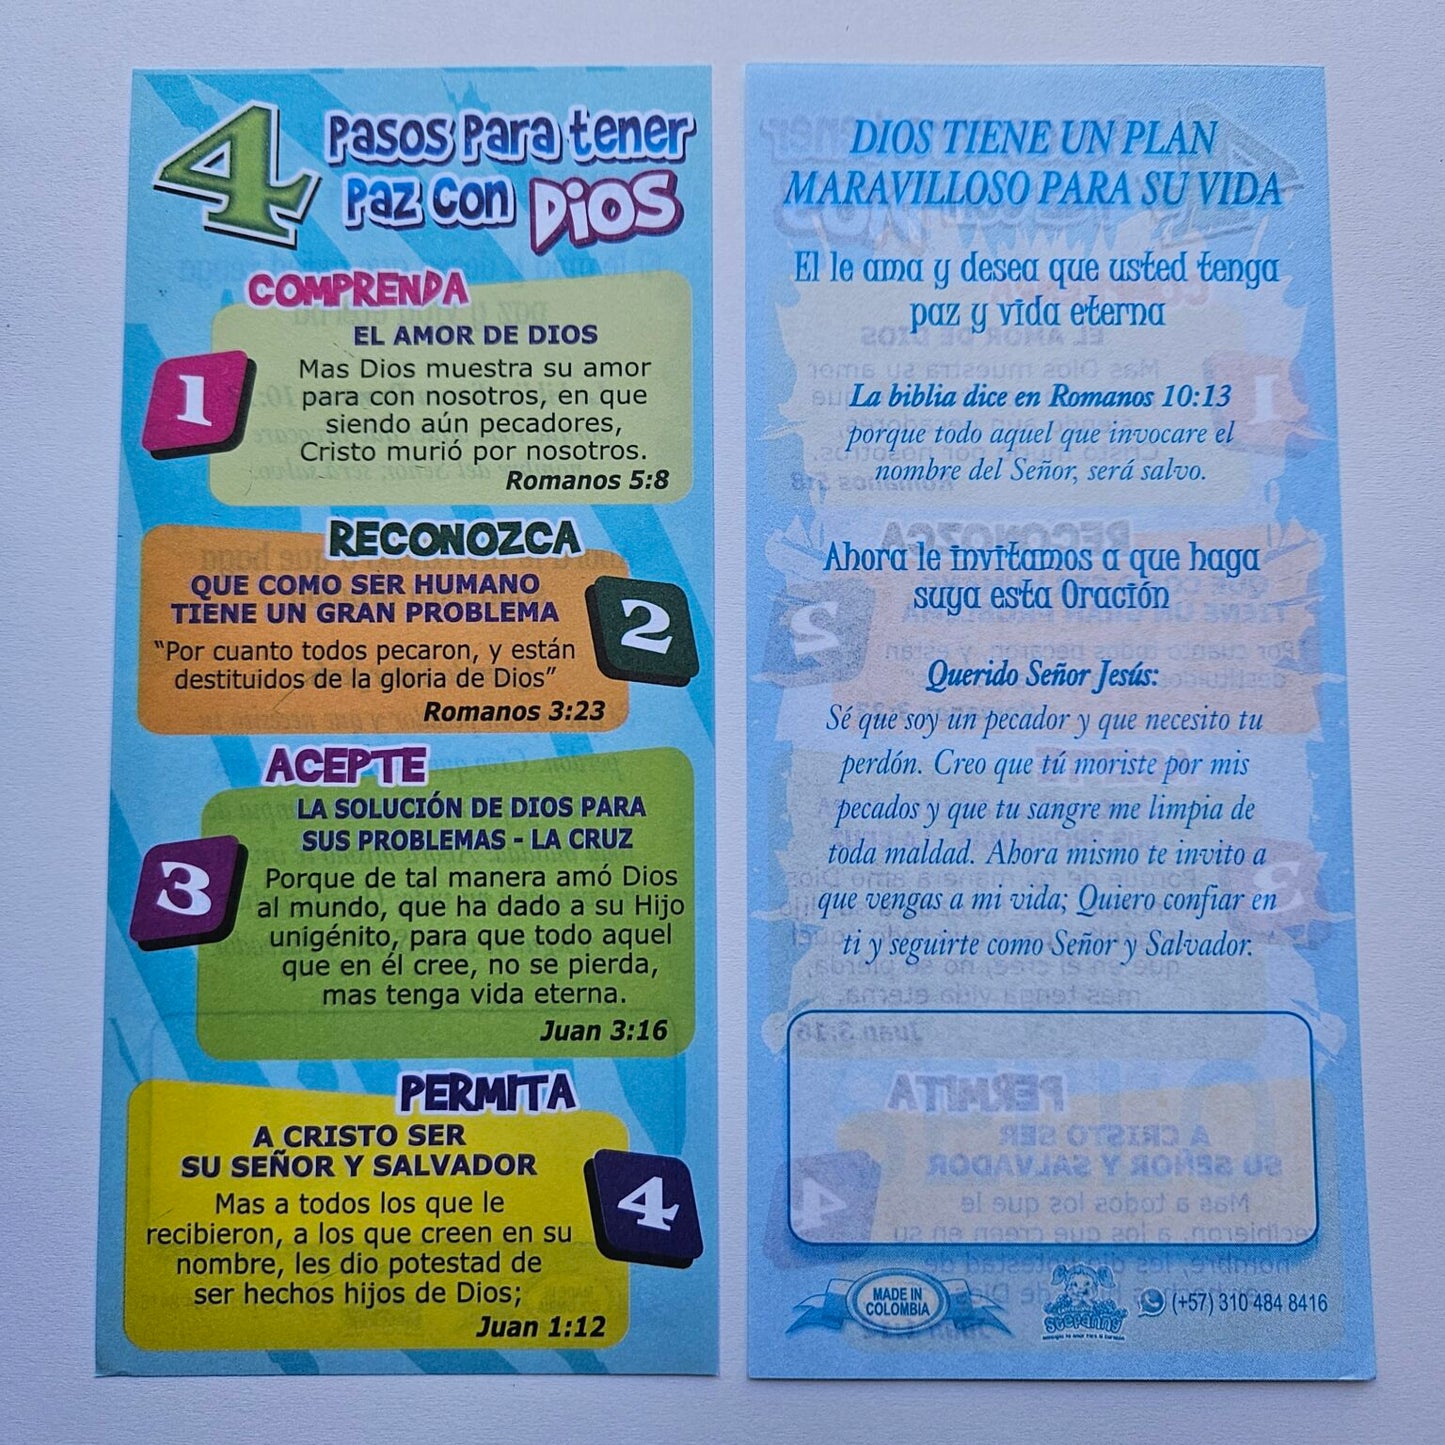 4 Pasos Para tener
Paz con Dios
COMPRENDA
EL AMOR DE DIOS
1
Mas Dios muestra su amor
para con nosotros, en que
siendo aún pecadores,
Cristo murió por nosotros.
Romanos 5:8
RECONOZCA
QUE COMO SER HUMANO
TIENE UN GRAN PROBLEMA
2
“Por cuanto todos pecaron, y están
destituidos de la gloria de Dios”
Romanos 3:23
ACEPTE
LA SOLUCIÓN DE DIOS PARA
SUS PROBLEMAS - LA CRUZ
3
Porque de tal manera amó Dios
al mundo, que ha dado a su Hijo
unigénito, para que todo aquel
que en él cree, no se pierda,
mas tenga vida eterna.
Juan 3:16
PERMITA
A CRISTO SER
SU SEÑOR Y SALVADOR
4
Mas a todos los que le
recibieron, a los que creen en su
nombre, les dio potestad de
ser hechos hijos de Dios;
Juan 1:12
DIOS TIENE UN PLAN
MARAVILLOSO PARA SU VIDA
El le ama y desea que usted tenga
paz y vida eterna
La biblia dice en Romanos 10:13
porque todo aquel que invocare el
nombre del Señor, será salvo.
Ahora le invitamos a que haga
suya esta Oración
Querido Señor Jesús:
Sé que soy un pecador y que necesito tu
perdón. Creo que tú moriste por mis
pecados y que tu sangre me limpia de
toda maldad. Ahora mismo te invito a
que vengas a mi vida; Quiero confiar en
ti y seguirte como Señor y Salvador.
MADE IN
COLOMBIA
Stefanny
(+57) 310 484 8416